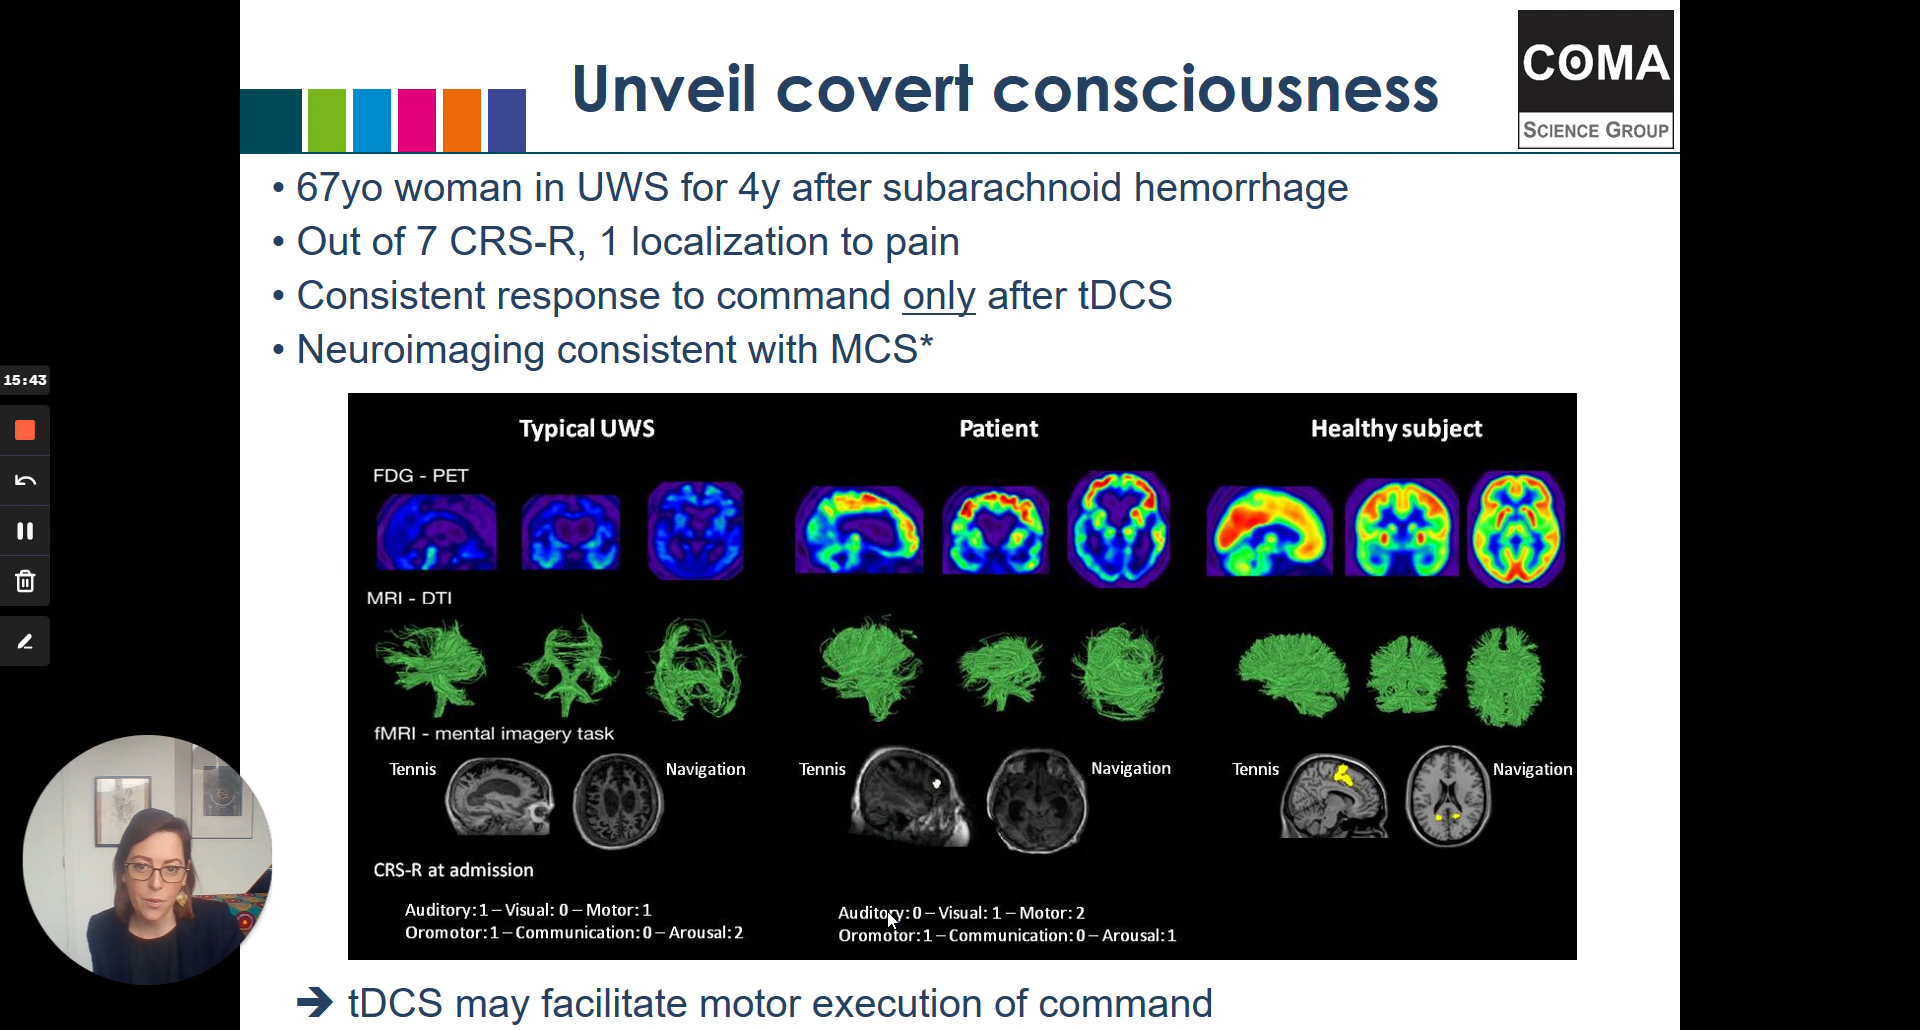 Unveil covert consciousness
COMA
SCIENCE GROUP
• 67yo woman in UWS for 4y after subarachnoid hemorrhage
• Out of 7 CRS-R, 1 localization to pain
• Consistent response to command only after tDCS
• Neuroimaging consistent with MCS*
15:43
Typical UWS
Patient
Healthy subject
FDG - PET
MRI - DTI
fMRI - mental imagery task
Tennis
Navigation
Tennis
Navigation
Tennis
Navigation
CRS-R at admission
Auditory: 1 – Visual: 0 – Motor: 1
Oromotor: 1 – Communication: 0 – Arousal: 2
Auditory: 0 – Visual: 1 – Motor: 2
Oromotor: 1 – Communication: 0 – Arousal: 1
➔ tDCS may facilitate motor execution of command